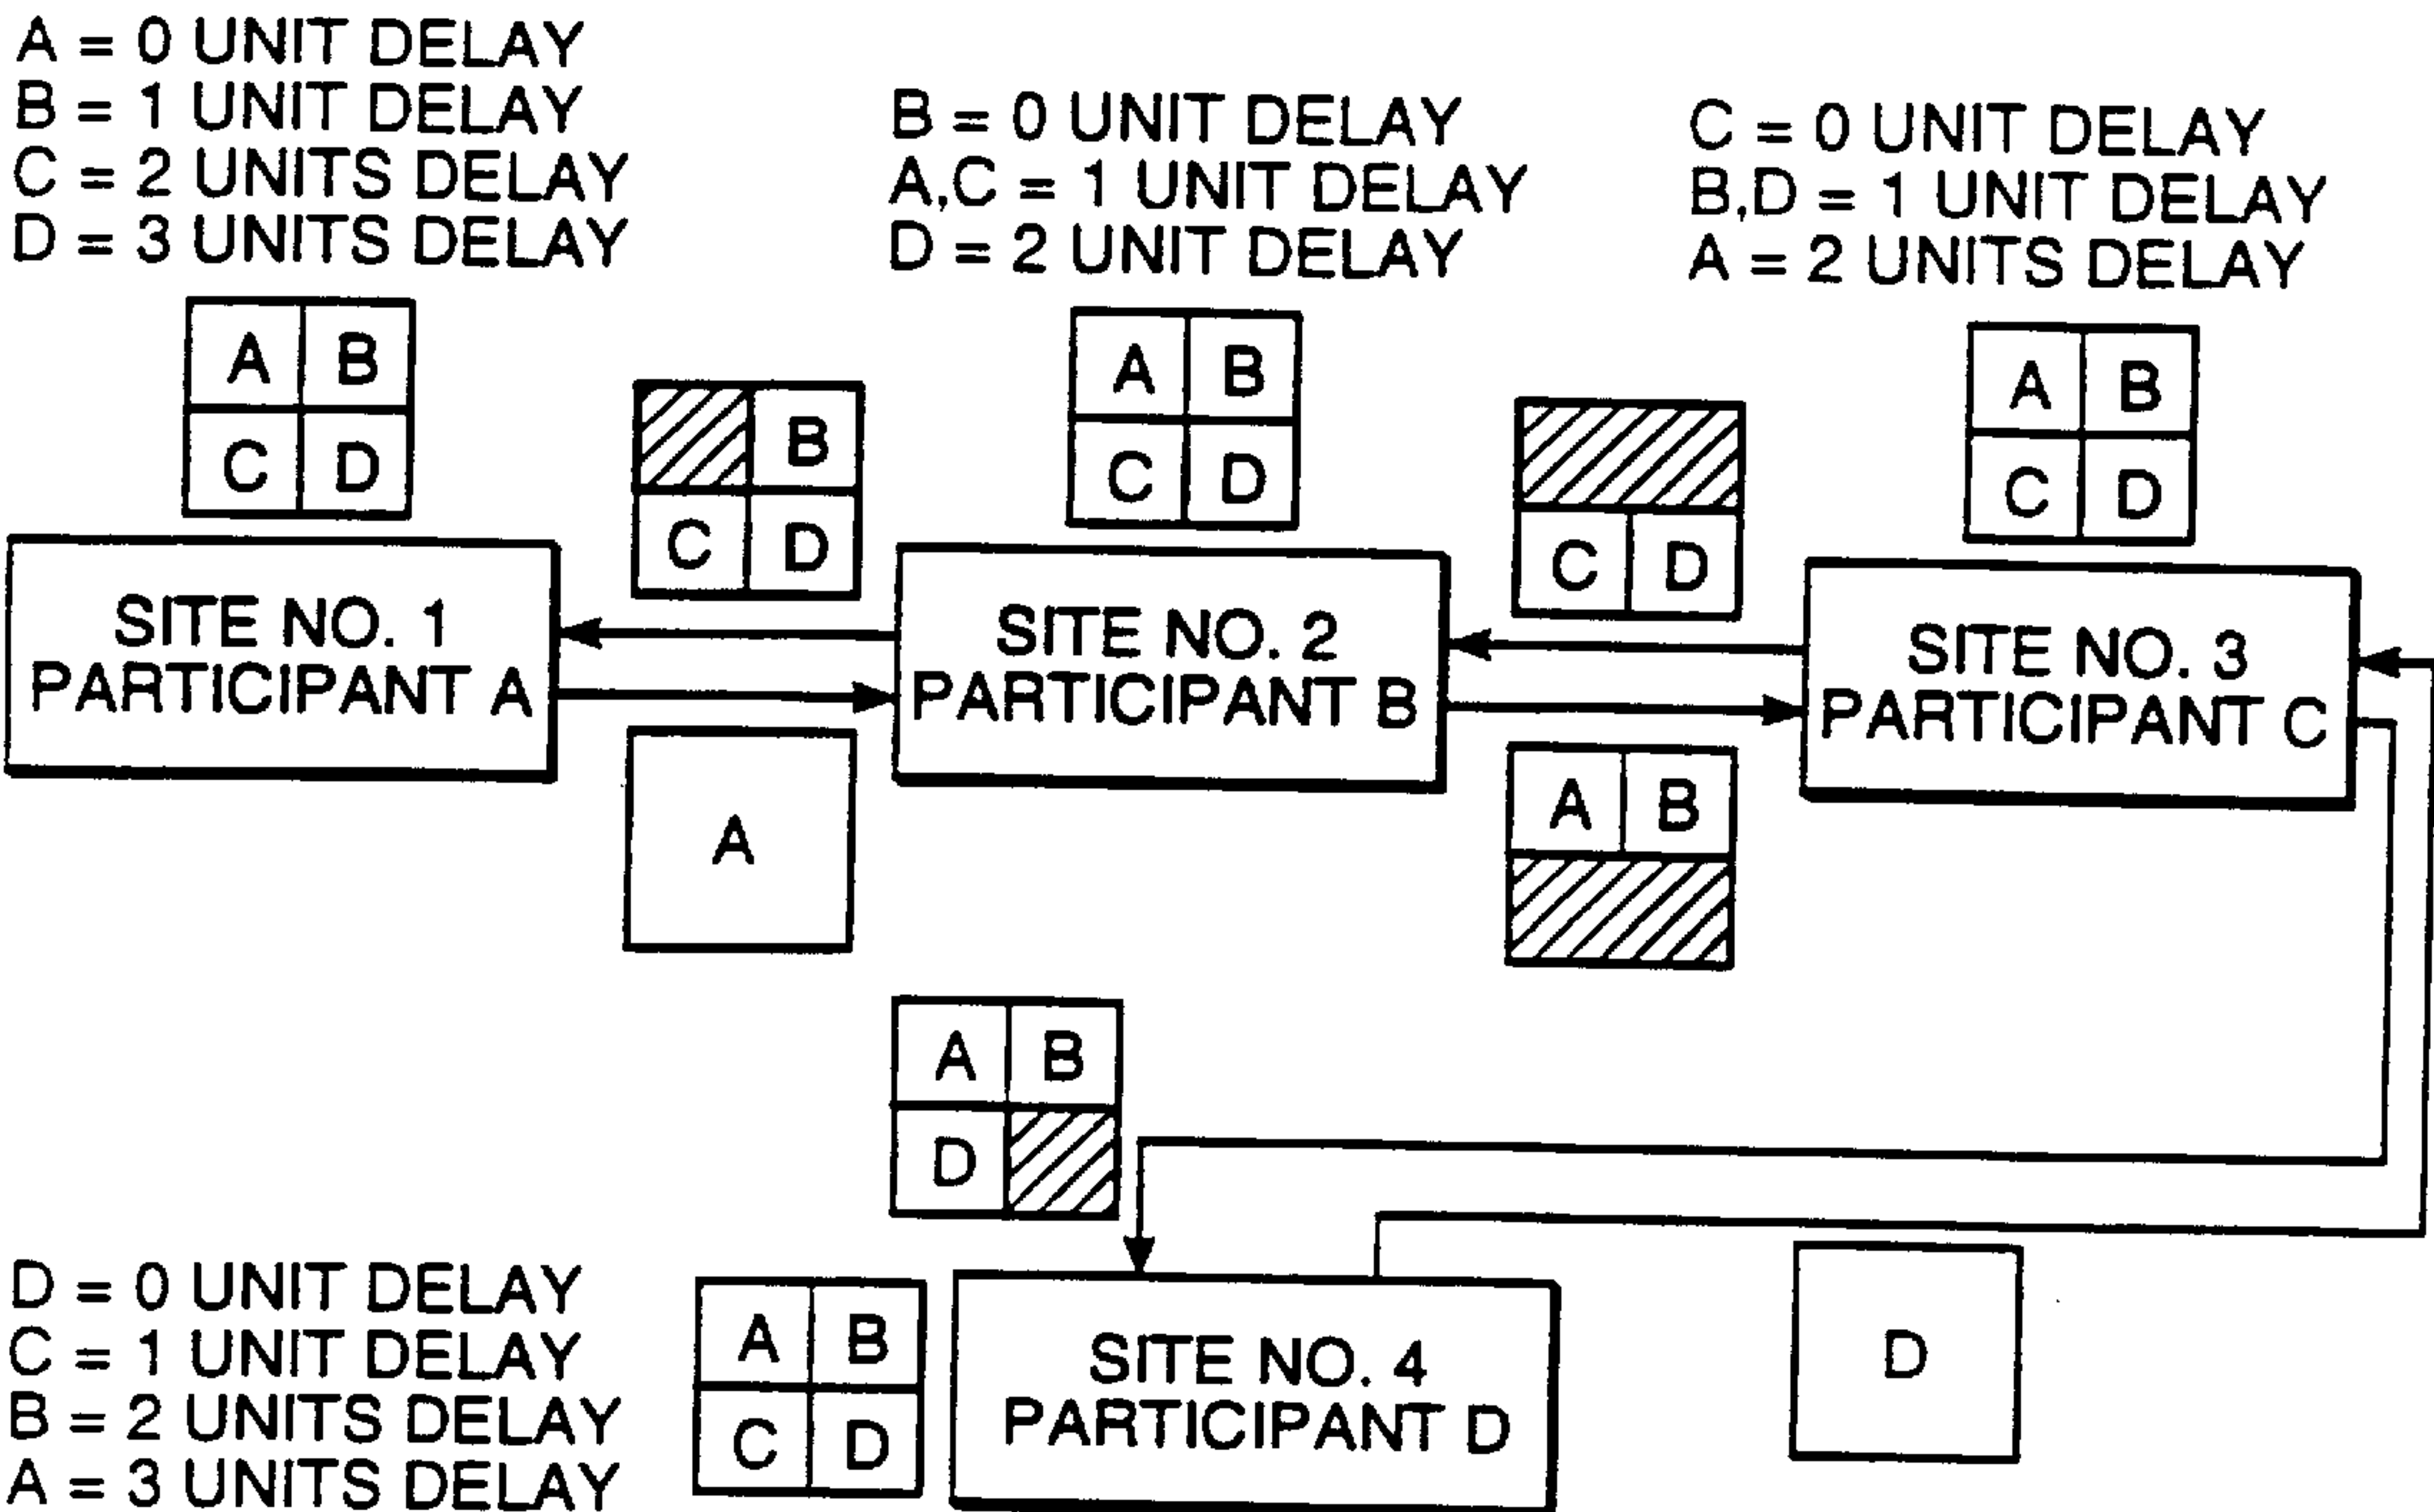 A = 0 UNIT DELAY
B = 1 UNIT DELAY
C = 2 UNITS DELAY
D = 3 UNITS DELAY
B = 0 UNIT DELAY
A,C = 1 UNIT DELAY
D = 2 UNIT DELAY
C = 0 UNIT DELAY
B,D = 1 UNIT DELAY
A = 2 UNITS DELAY
A B
C D
B
C D
A B
C D
C D
A B
C D
SITE NO. 1
PARTICIPANT A
SITE NO. 2
PARTICIPANT B
SITE NO. 3
PARTICIPANT C
A
A B
A B
D
D = 0 UNIT DELAY
C = 1 UNIT DELAY
B = 2 UNITS DELAY
A = 3 UNITS DELAY
A B
C D
SITE NO. 4
PARTICIPANT D
D